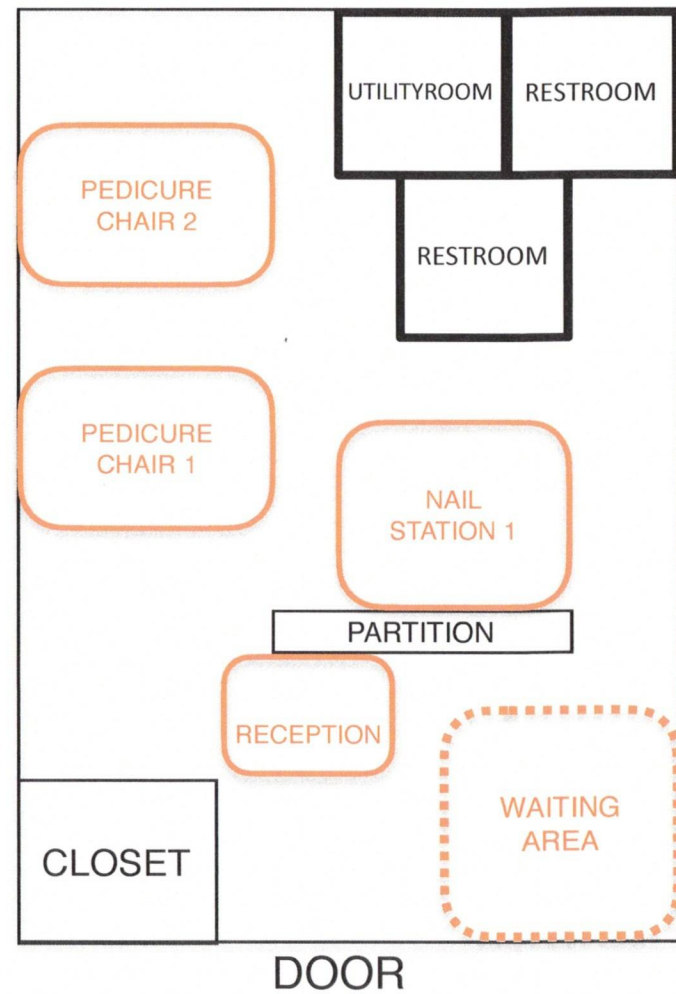 UTILITYROOM
RESTROOM
PEDICURE
CHAIR 2
RESTROOM
PEDICURE
CHAIR 1
NAIL
STATION 1
PARTITION
RECEPTION
WAITING
AREA
CLOSET
DOOR